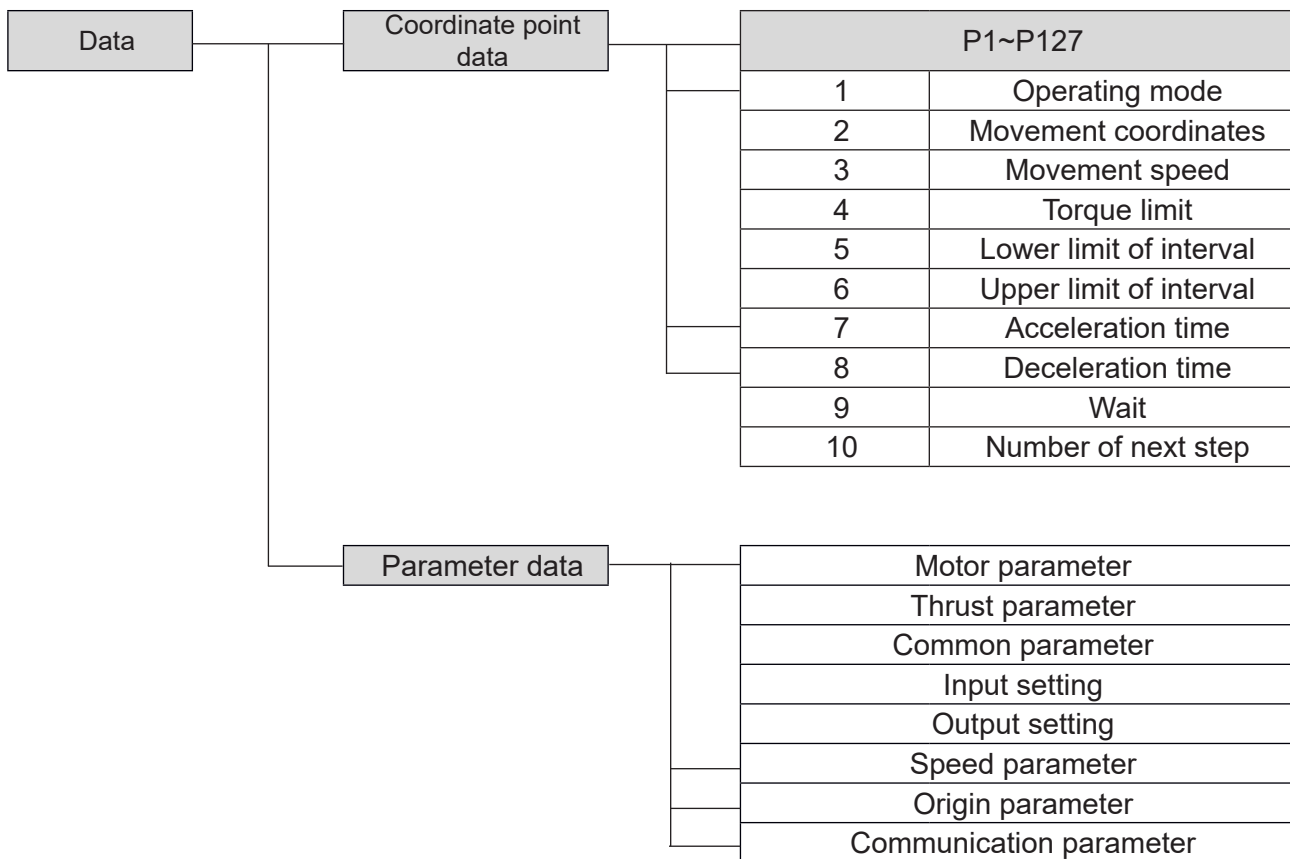 Data
Coordinate point
data
P1~P127
1 Operating mode
2 Movement coordinates
3 Movement speed
4 Torque limit
5 Lower limit of interval
6 Upper limit of interval
7 Acceleration time
8 Deceleration time
9 Wait
10 Number of next step
Parameter data
Motor parameter
Thrust parameter
Common parameter
Input setting
Output setting
Speed parameter
Origin parameter
Communication parameter